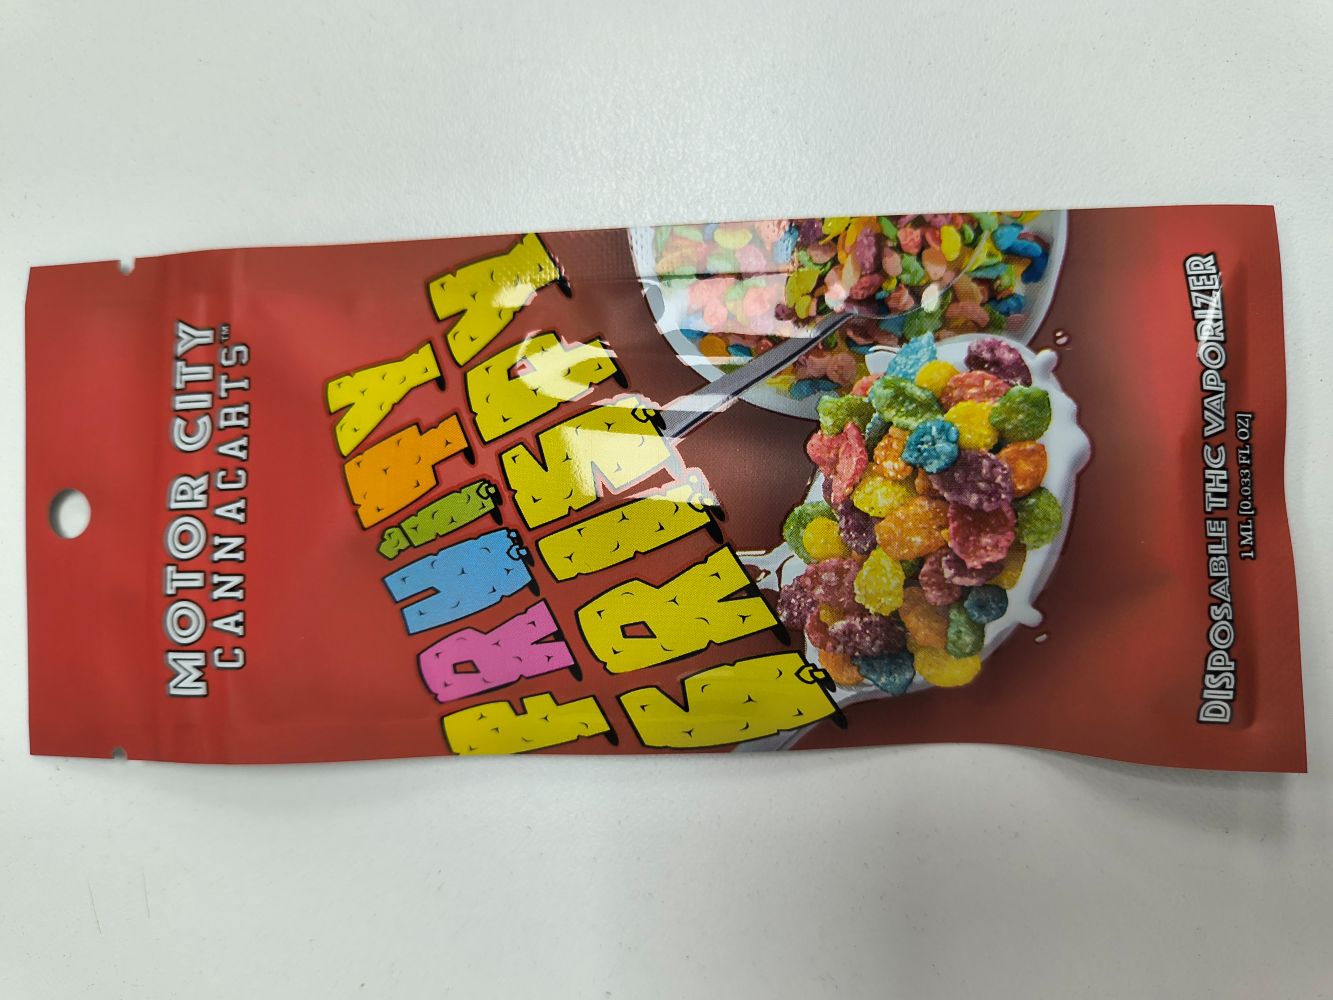 MOTOR CITY
CANNACARTS™
FRUITY
CRISPY
DISPOSABLE THC VAPORIZER
1 ML [0.033 FL OZ]